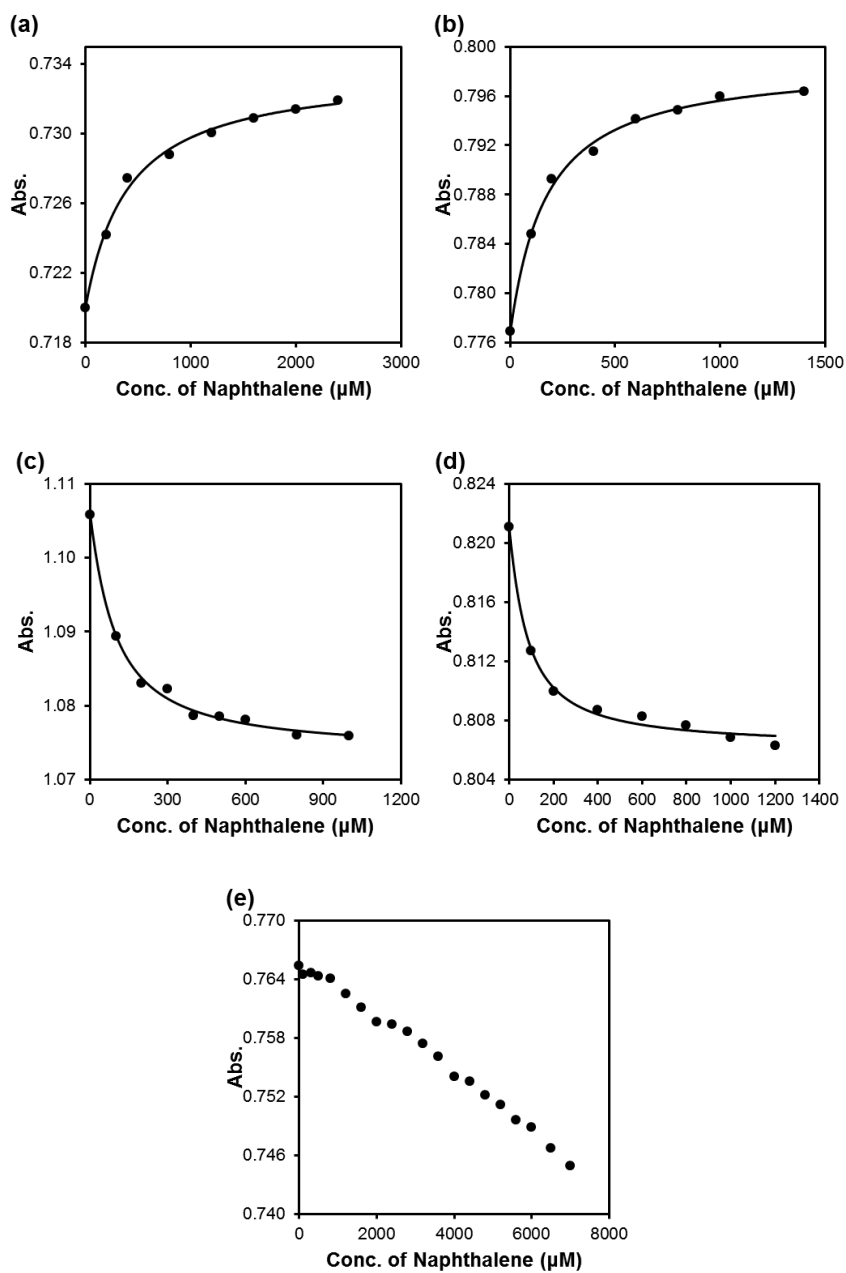 (a)
0.734
0.730
0.726
0.722
0.718
Abs.
0 1000 2000 3000
Conc. of Naphthalene (µM)
(b)
0.800
0.796
0.792
0.788
0.784
0.780
0.776
Abs.
0 500 1000 1500
Conc. of Naphthalene (µM)
(c)
1.11
1.10
1.09
1.08
1.07
Abs.
0 300 600 900 1200
Conc. of Naphthalene (µM)
(d)
0.824
0.820
0.816
0.812
0.808
0.804
Abs.
0 200 400 600 800 1000 1200 1400
Conc. of Naphthalene (µM)
(e)
0.770
0.764
0.758
0.752
0.746
0.740
Abs.
0 2000 4000 6000 8000
Conc. of Naphthalene (µM)